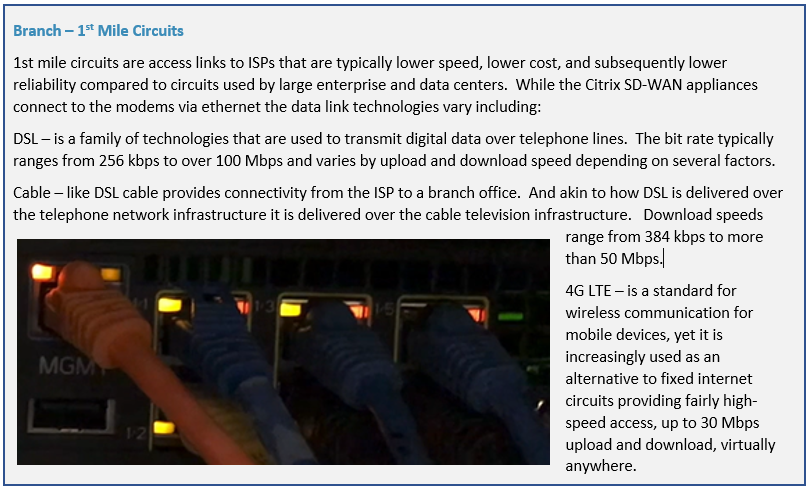 Branch – 1st Mile Circuits
1st mile circuits are access links to ISPs that are typically lower speed, lower cost, and subsequently lower
reliability compared to circuits used by large enterprise and data centers.  While the Citrix SD-WAN appliances
connect to the modems via ethernet the data link technologies vary including:
DSL – is a family of technologies that are used to transmit digital data over telephone lines.  The bit rate typically
ranges from 256 kbps to over 100 Mbps and varies by upload and download speed depending on several factors.
Cable – like DSL cable provides connectivity from the ISP to a branch office.  And akin to how DSL is delivered over
the telephone network infrastructure it is delivered over the cable television infrastructure.   Download speeds
range from 384 kbps to more
than 50 Mbps.
4G LTE – is a standard for
wireless communication for
mobile devices, yet it is
increasingly used as an
alternative to fixed internet
circuits providing fairly high-
speed access, up to 30 Mbps
upload and download, virtually
anywhere.
1-3
1-5
MGMT
1-2